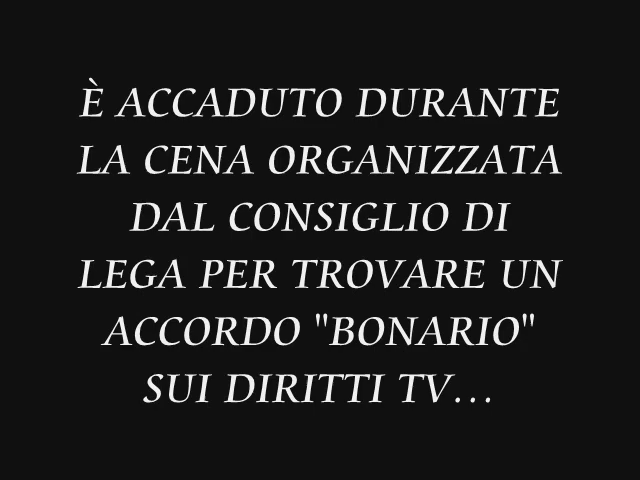 È ACCADUTO DURANTE
LA CENA ORGANIZZATA
DAL CONSIGLIO DI
LEGA PER TROVARE UN
ACCORDO "BONARIO"
SUI DIRITTI TV...